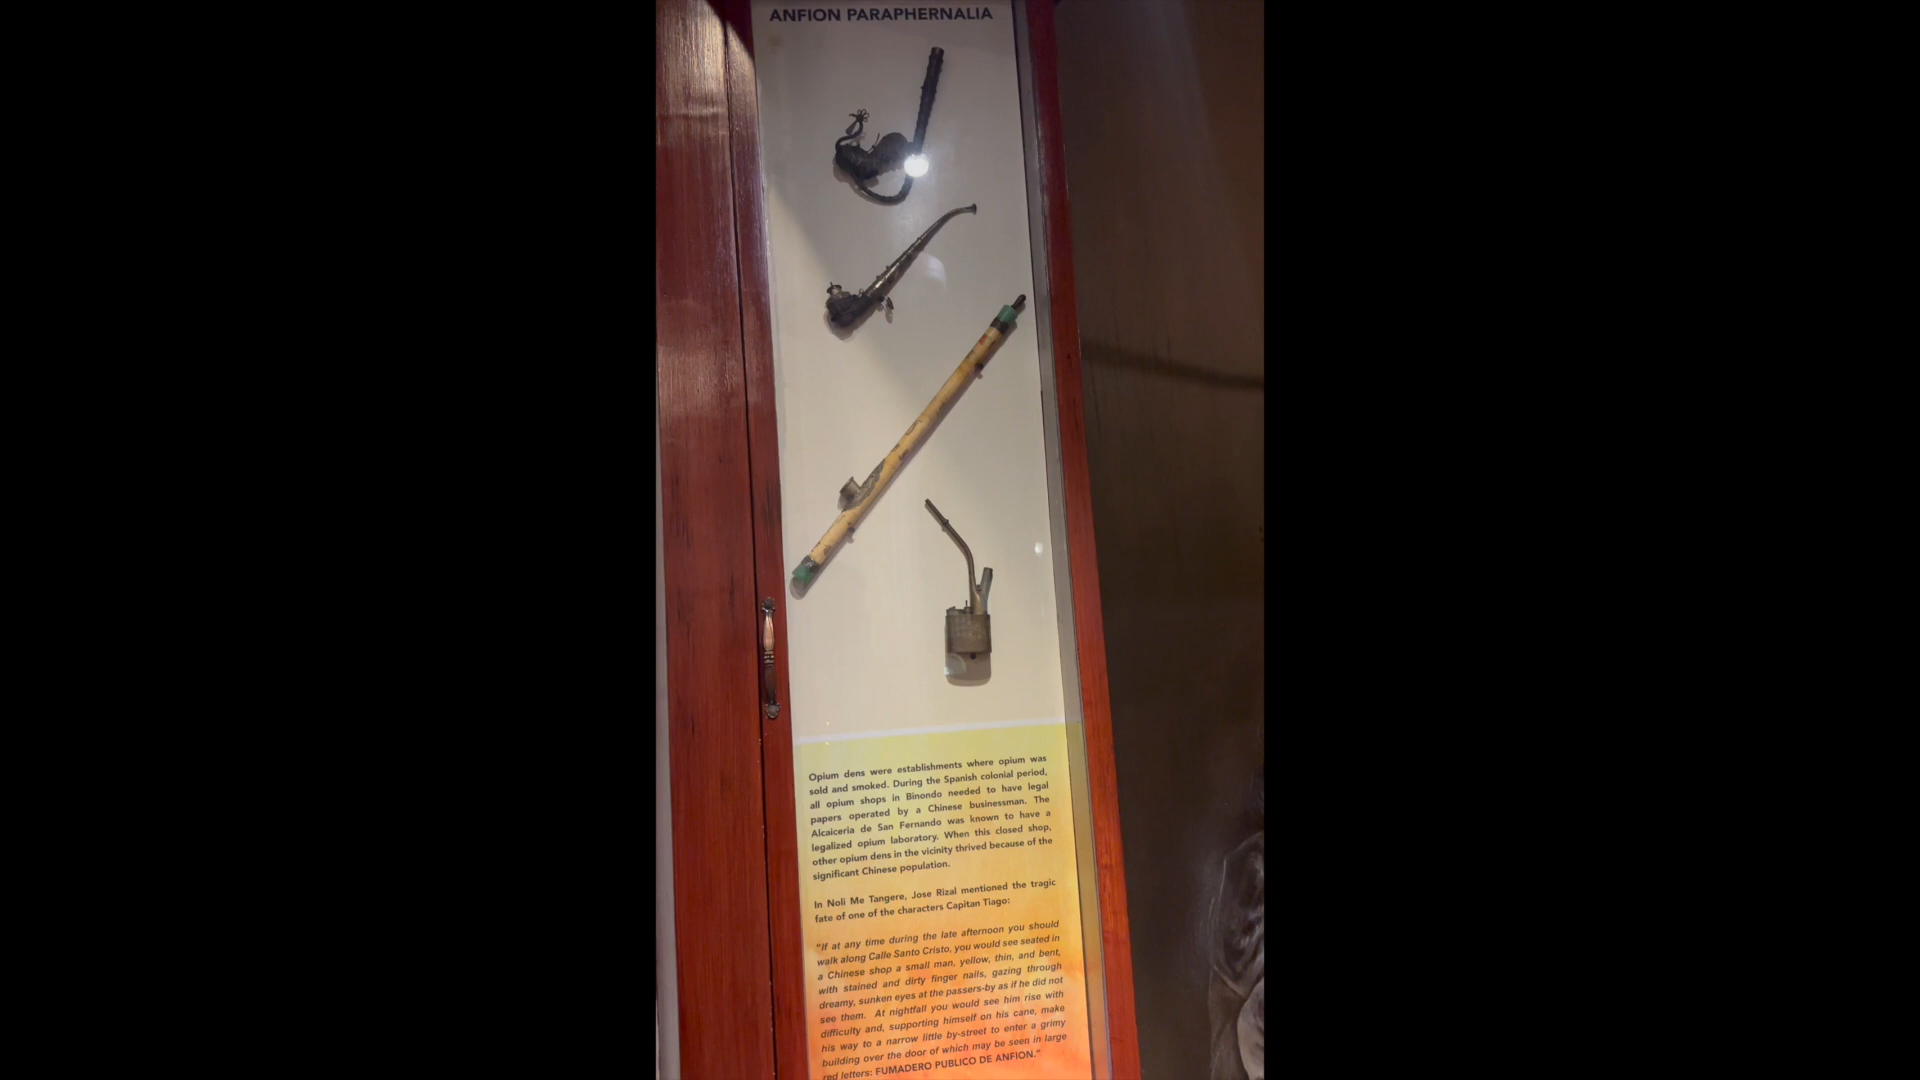 ANFION PARAPHERNALIA
Opium dens were establishments where opium was
sold and smoked. During the Spanish colonial period,
all opium shops in Binondo needed to have legal
papers operated by a Chinese businessman. The
Alcaiceria de San Fernando was known to have a
legalized opium laboratory. When this closed shop,
other opium dens in the vicinity thrived because of the
significant Chinese population.
In Noli Me Tangere, Jose Rizal mentioned the tragic
fate of one of the characters Capitan Tiago:
"If at any time during the late afternoon you should
walk along Calle Santo Cristo, you would see seated in
a Chinese shop a small man, yellow, thin, and bent,
with stained and dirty finger nails, gazing through
dreamy, sunken eyes at the passers-by as if he did not
see them. At nightfall you would see him rise with
difficulty and, supporting himself on his cane, make
his way to a narrow little by-street to enter a grimy
building over the door of which may be seen in large
red letters: FUMADERO PUBLICO DE ANFION."